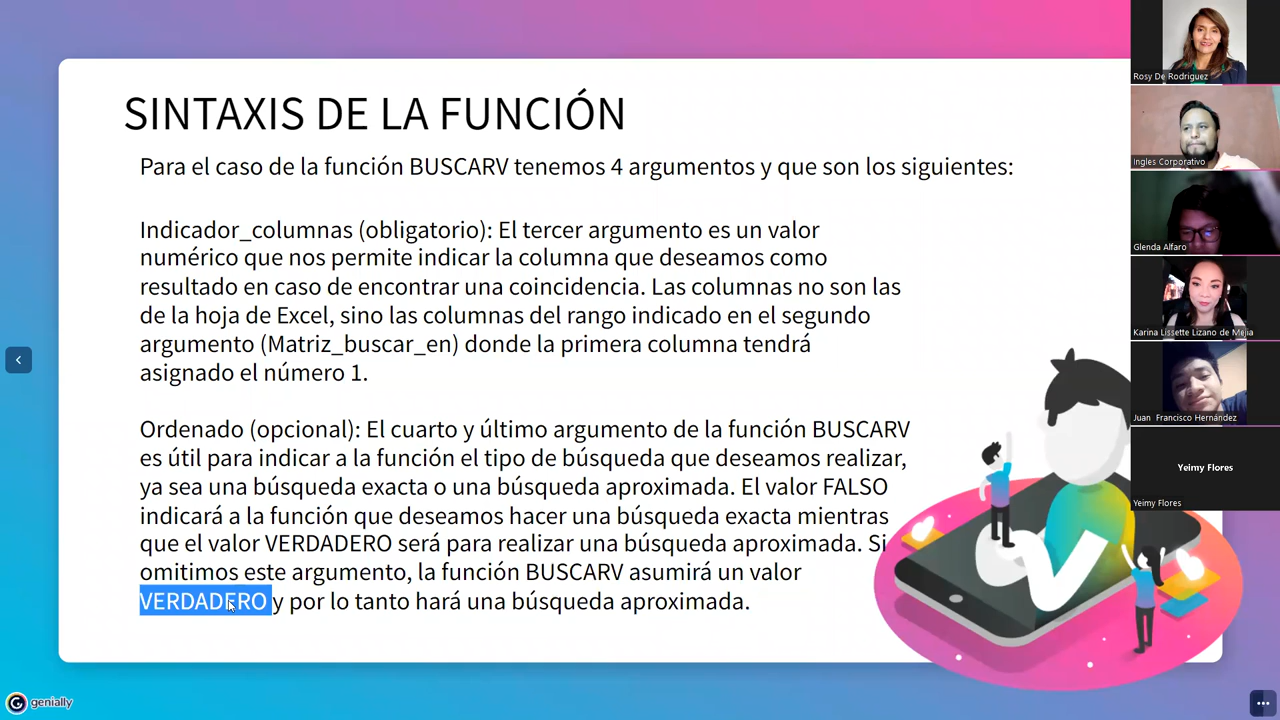 SINTAXIS DE LA FUNCIÓN
Para el caso de la función BUSCARV tenemos 4 argumentos y que son los siguientes:
Indicador_columnas (obligatorio): El tercer argumento es un valor
numérico que nos permite indicar la columna que deseamos como
resultado en caso de encontrar una coincidencia. Las columnas no son las
de la hoja de Excel, sino las columnas del rango indicado en el segundo
argumento (Matriz_buscar_en) donde la primera columna tendrá
asignado el número 1.
Ordenado (opcional): El cuarto y último argumento de la función BUSCARV
es útil para indicar a la función el tipo de búsqueda que deseamos realizar,
ya sea una búsqueda exacta o una búsqueda aproximada. El valor FALSO
indicará a la función que deseamos hacer una búsqueda exacta mientras
que el valor VERDADERO será para realizar una búsqueda aproximada. Si
omitimos este argumento, la función BUSCARV asumirá un valor
VERDADERO y por lo tanto hará una búsqueda aproximada.
Rosy De Rodriguez
Ingles Corporativo
Glenda Alfaro
Karina Lissette Lizano de Mejia
Juan Francisco Hernández
Yeimy Flores
Yeimy Flores
genially